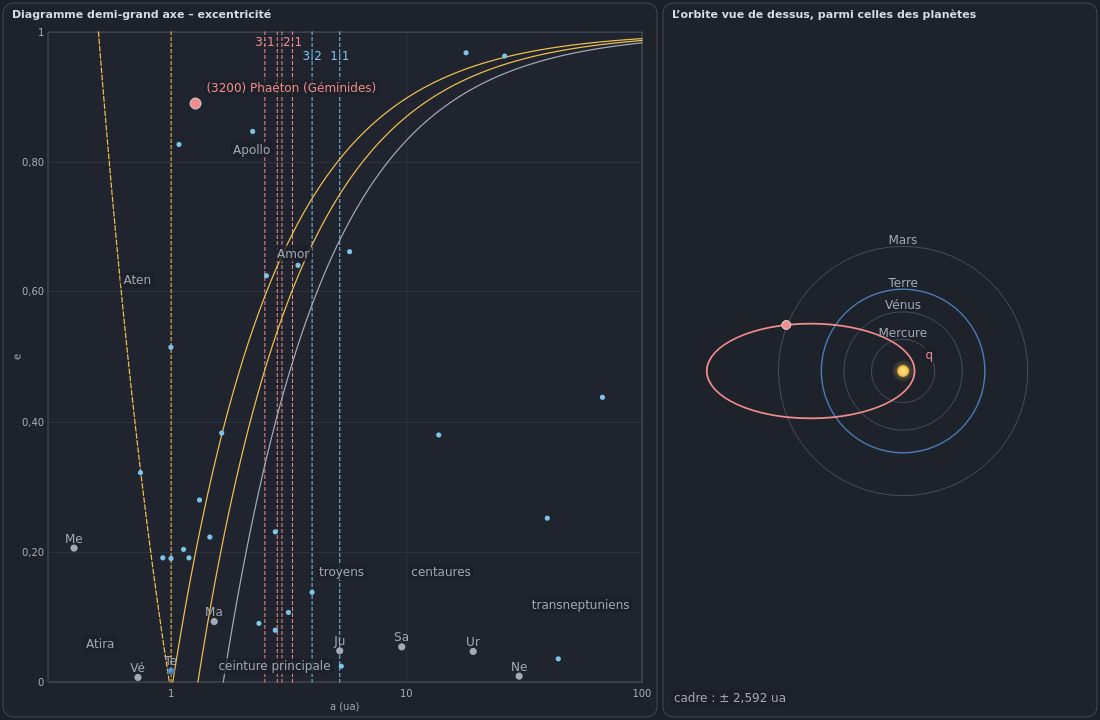 Diagramme demi-grand axe – excentricité
1
3:1
2:1
3:2
1:1
(3200) Phaéton (Géminides)
Apollo
0,80
Amor
Aten
0,60
e
0,40
Me
0,20
troyens
centaures
transneptuniens
Ma
Atira
Vé
Te
ceinture principale
Ju
Sa
Ur
Ne
0
1
10
100
a (ua)
L’orbite vue de dessus, parmi celles des planètes
Mars
Terre
Vénus
Mercure
q
cadre : ± 2,592 ua